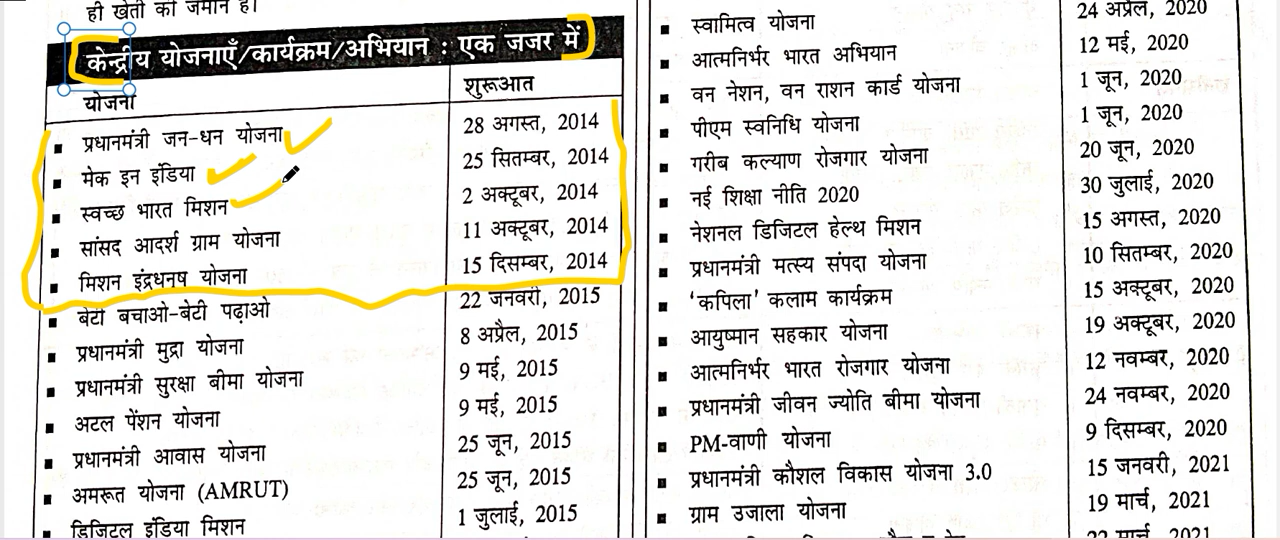 ही खेती की जमीन है।
केन्द्रीय योजनाएँ/कार्यक्रम/अभियान : एक जजर में
योजना शुरूआत
▪ प्रधानमंत्री जन-धन योजना 28 अगस्त, 2014
▪ मेक इन इंडिया 25 सितम्बर, 2014
▪ स्वच्छ भारत मिशन 2 अक्टूबर, 2014
▪ सांसद आदर्श ग्राम योजना 11 अक्टूबर, 2014
▪ मिशन इंद्रधनुष योजना 15 दिसम्बर, 2014
▪ बेटी बचाओ-बेटी पढ़ाओ 22 जनवरी, 2015
▪ प्रधानमंत्री मुद्रा योजना 8 अप्रैल, 2015
▪ प्रधानमंत्री सुरक्षा बीमा योजना 9 मई, 2015
▪ अटल पेंशन योजना 9 मई, 2015
▪ प्रधानमंत्री आवास योजना 25 जून, 2015
▪ अमरूत योजना (AMRUT) 25 जून, 2015
▪ डिजिटल इंडिया मिशन 1 जुलाई, 2015
▪ स्वामित्व योजना 24 अप्रैल, 2020
▪ आत्मनिर्भर भारत अभियान 12 मई, 2020
▪ वन नेशन, वन राशन कार्ड योजना 1 जून, 2020
▪ पीएम स्वनिधि योजना 1 जून, 2020
▪ गरीब कल्याण रोजगार योजना 20 जून, 2020
▪ नई शिक्षा नीति 2020 30 जुलाई, 2020
▪ नेशनल डिजिटल हेल्थ मिशन 15 अगस्त, 2020
▪ प्रधानमंत्री मत्स्य संपदा योजना 10 सितम्बर, 2020
▪ ‘कपिला’ कलाम कार्यक्रम 15 अक्टूबर, 2020
▪ आयुष्मान सहकार योजना 19 अक्टूबर, 2020
▪ आत्मनिर्भर भारत रोजगार योजना 12 नवम्बर, 2020
▪ प्रधानमंत्री जीवन ज्योति बीमा योजना 24 नवम्बर, 2020
▪ PM-वाणी योजना 9 दिसम्बर, 2020
▪ प्रधानमंत्री कौशल विकास योजना 3.0 15 जनवरी, 2021
▪ ग्राम उजाला योजना 19 मार्च, 2021
22 मार्च, 2021